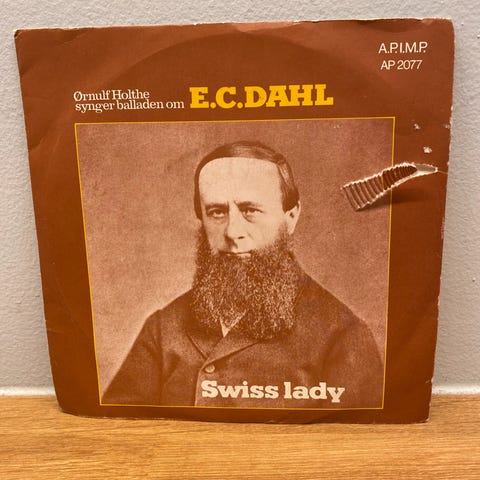 A.P.I.M.P.
AP 2077
Ørnulf Holthe
synger balladen om E.C.DAHL
Swiss lady